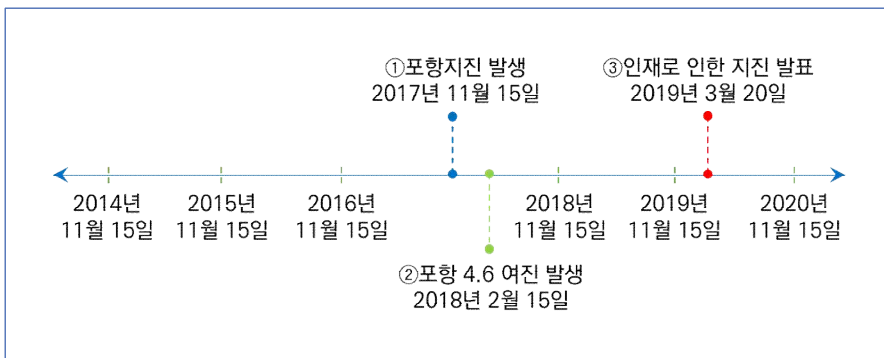 ①포항지진 발생
2017년 11월 15일
③인재로 인한 지진 발표
2019년 3월 20일
2014년
11월 15일
2015년
11월 15일
2016년
11월 15일
2018년
11월 15일
2019년
11월 15일
2020년
11월 15일
②포항 4.6 여진 발생
2018년 2월 15일